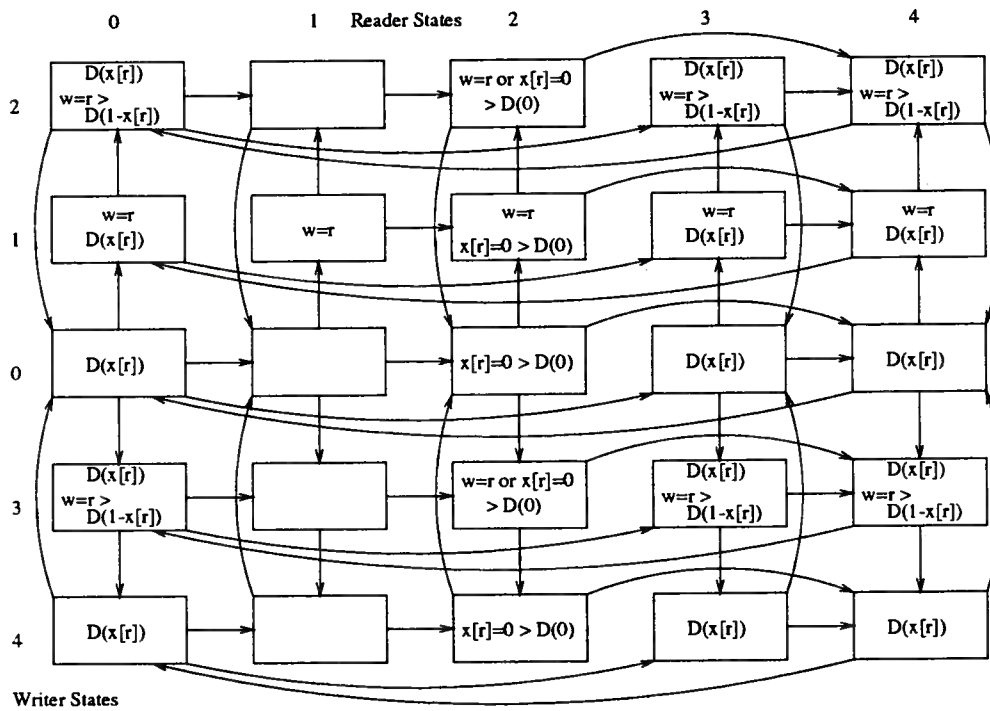 0 1 Reader States 2 3 4
2
D(x[r])
w=r >
D(1-x[r])
w=r or x[r]=0
> D(0)
D(x[r])
w=r >
D(1-x[r])
D(x[r])
w=r >
D(1-x[r])
1
w=r
D(x[r])
w=r
w=r
x[r]=0 > D(0)
w=r
D(x[r])
w=r
D(x[r])
0
D(x[r])
x[r]=0 > D(0)
D(x[r])
D(x[r])
3
D(x[r])
w=r >
D(1-x[r])
w=r or x[r]=0
> D(0)
D(x[r])
w=r >
D(1-x[r])
D(x[r])
w=r >
D(1-x[r])
4
D(x[r])
x[r]=0 > D(0)
D(x[r])
D(x[r])
Writer States